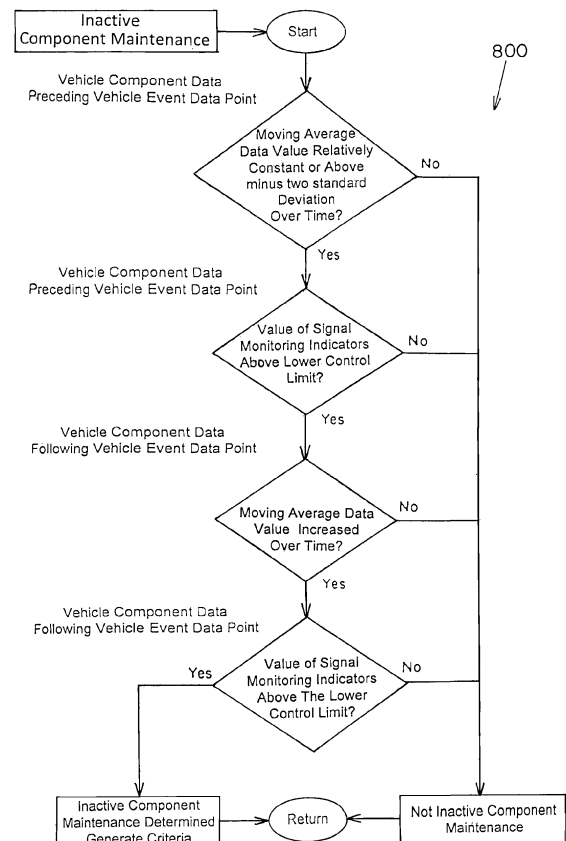 Inactive
Component Maintenance
Start
800
Vehicle Component Data
Preceding Vehicle Event Data Point
Moving Average
Data Value Relatively
Constant or Above
minus two standard
Deviation
Over Time?
No
Yes
Vehicle Component Data
Preceding Vehicle Event Data Point
Value of Signal
Monitoring Indicators
Above Lower Control
Limit?
No
Yes
Vehicle Component Data
Following Vehicle Event Data Point
Moving Average Data
Value Increased
Over Time?
No
Yes
Vehicle Component Data
Following Vehicle Event Data Point
Value of Signal
Monitoring Indicators
Above The Lower
Control Limit?
Yes
No
Inactive Component
Maintenance Determined
Generate Criteria
Return
Not Inactive Component
Maintenance